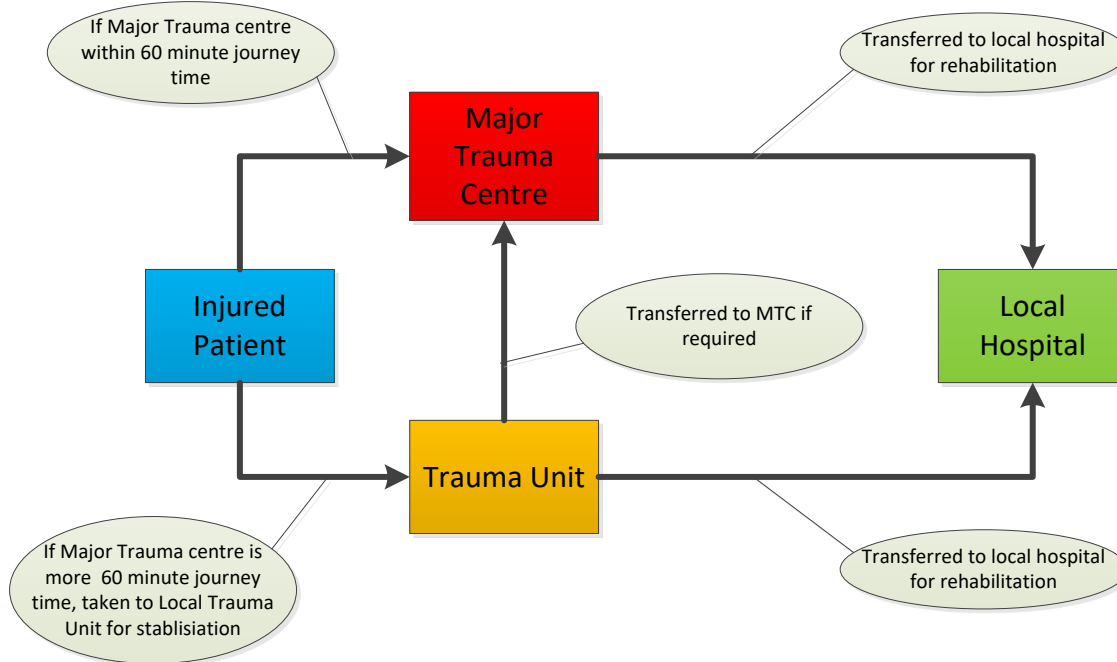 If Major Trauma centre
within 60 minute journey
time
Transferred to local hospital
for rehabilitation
Major
Trauma
Centre
Injured
Patient
Transferred to MTC if
required
Local
Hospital
Trauma Unit
If Major Trauma centre is
more  60 minute journey
time, taken to Local Trauma
Unit for stablisiation
Transferred to local hospital
for rehabilitation